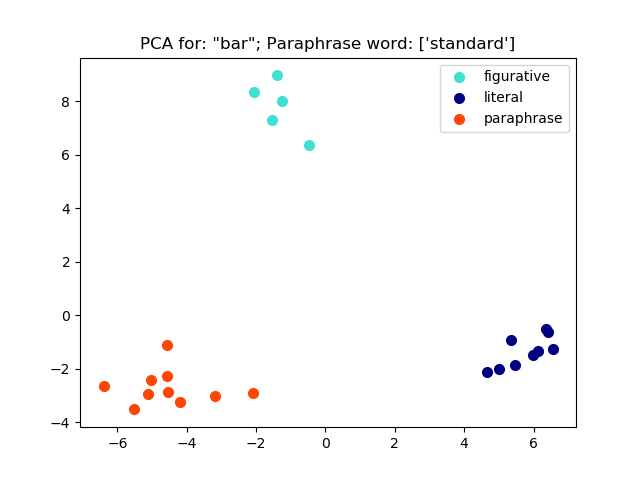 PCA for: "bar"; Paraphrase word: ['standard']
figurative
literal
paraphrase
8
6
4
2
0
−2
−4
−6 −4 −2 0 2 4 6